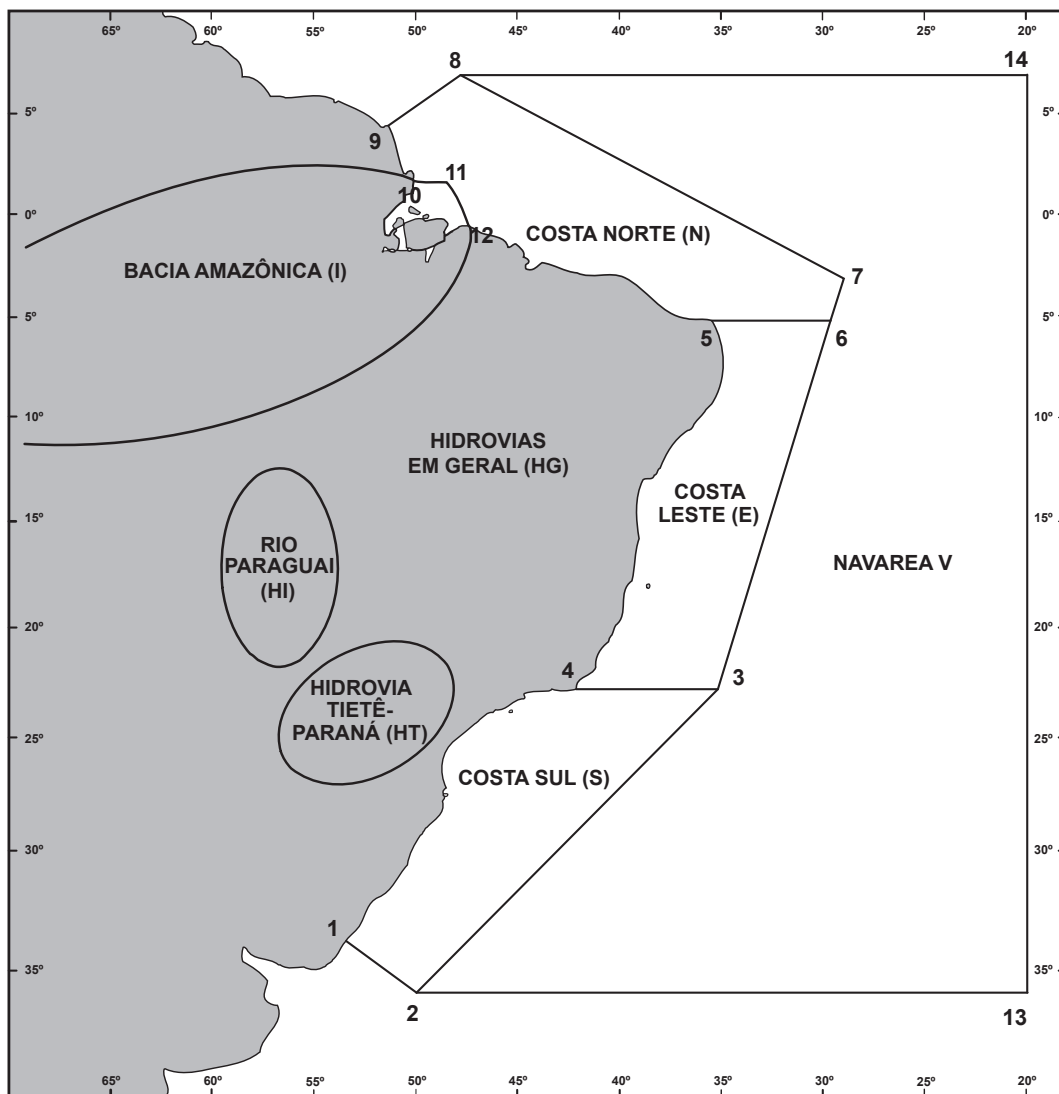 65º 60º 55º 50º 45º 40º 35º 30º 25º 20º
8 14
5º 5º
9
11
10
0º 0º
12
COSTA NORTE (N)
BACIA AMAZÔNICA (I)
7
5º 5º
5 6
10º 10º
HIDROVIAS
EM GERAL (HG)
COSTA
LESTE (E)
15º 15º
RIO
PARAGUAI
(HI)
NAVAREA V
20º 20º
4 3
HIDROVIA
TIETÊ-
PARANÁ (HT)
25º 25º
COSTA SUL (S)
30º 30º
1
35º 35º
2 13
65º 60º 55º 50º 45º 40º 35º 30º 25º 20º